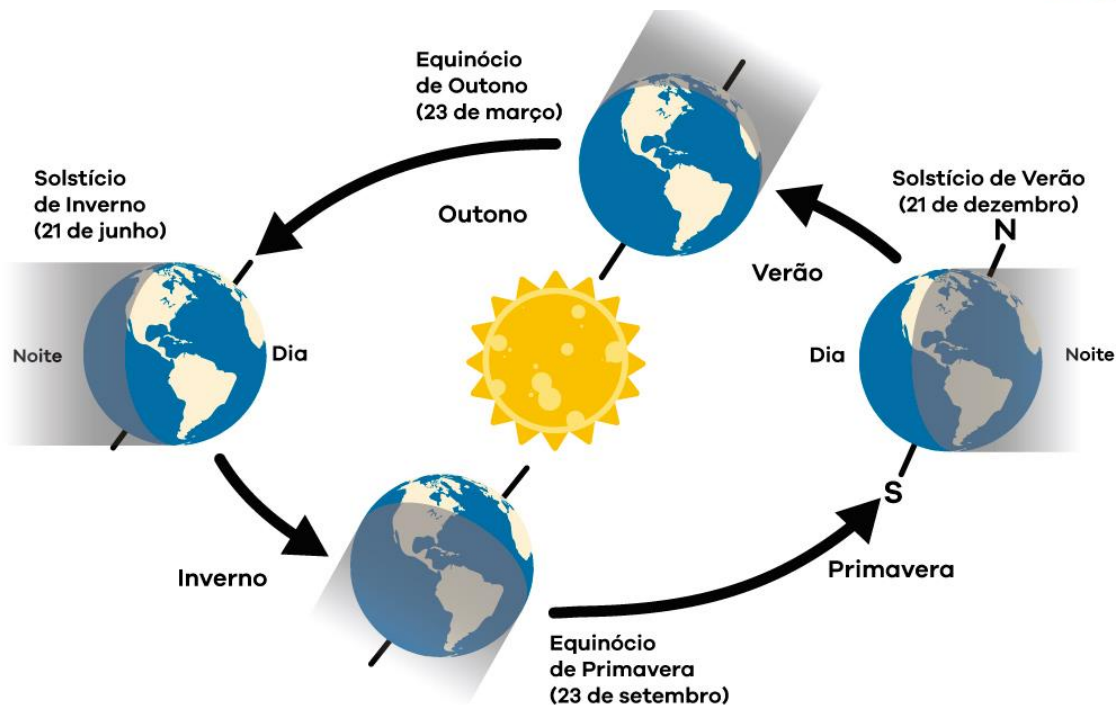 Equinócio
de Outono
(23 de março)
Solstício
de Inverno
(21 de junho)
Outono
Solstício de Verão
(21 de dezembro)
N
Verão
Noite
Dia
Dia
Noite
S
Inverno
Primavera
Equinócio
de Primavera
(23 de setembro)